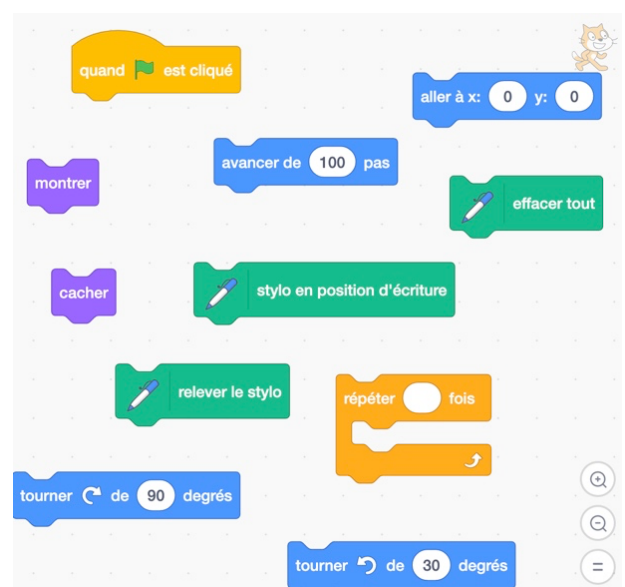 quand est cliqué
aller à x: 0 y: 0
avancer de 100 pas
montrer
effacer tout
cacher
stylo en position d'écriture
relever le stylo
répéter fois
tourner de 90 degrés
tourner de 30 degrés